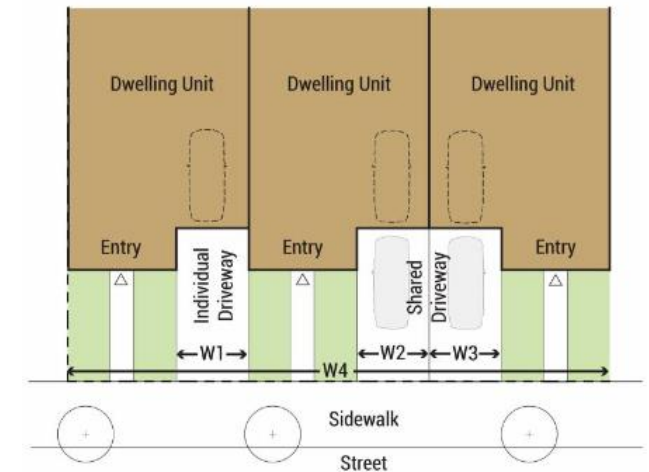 Dwelling Unit
Dwelling Unit
Dwelling Unit
Entry
Entry
Entry
Individual
Driveway
Shared
Driveway
W1
W2
W3
W4
Sidewalk
Street